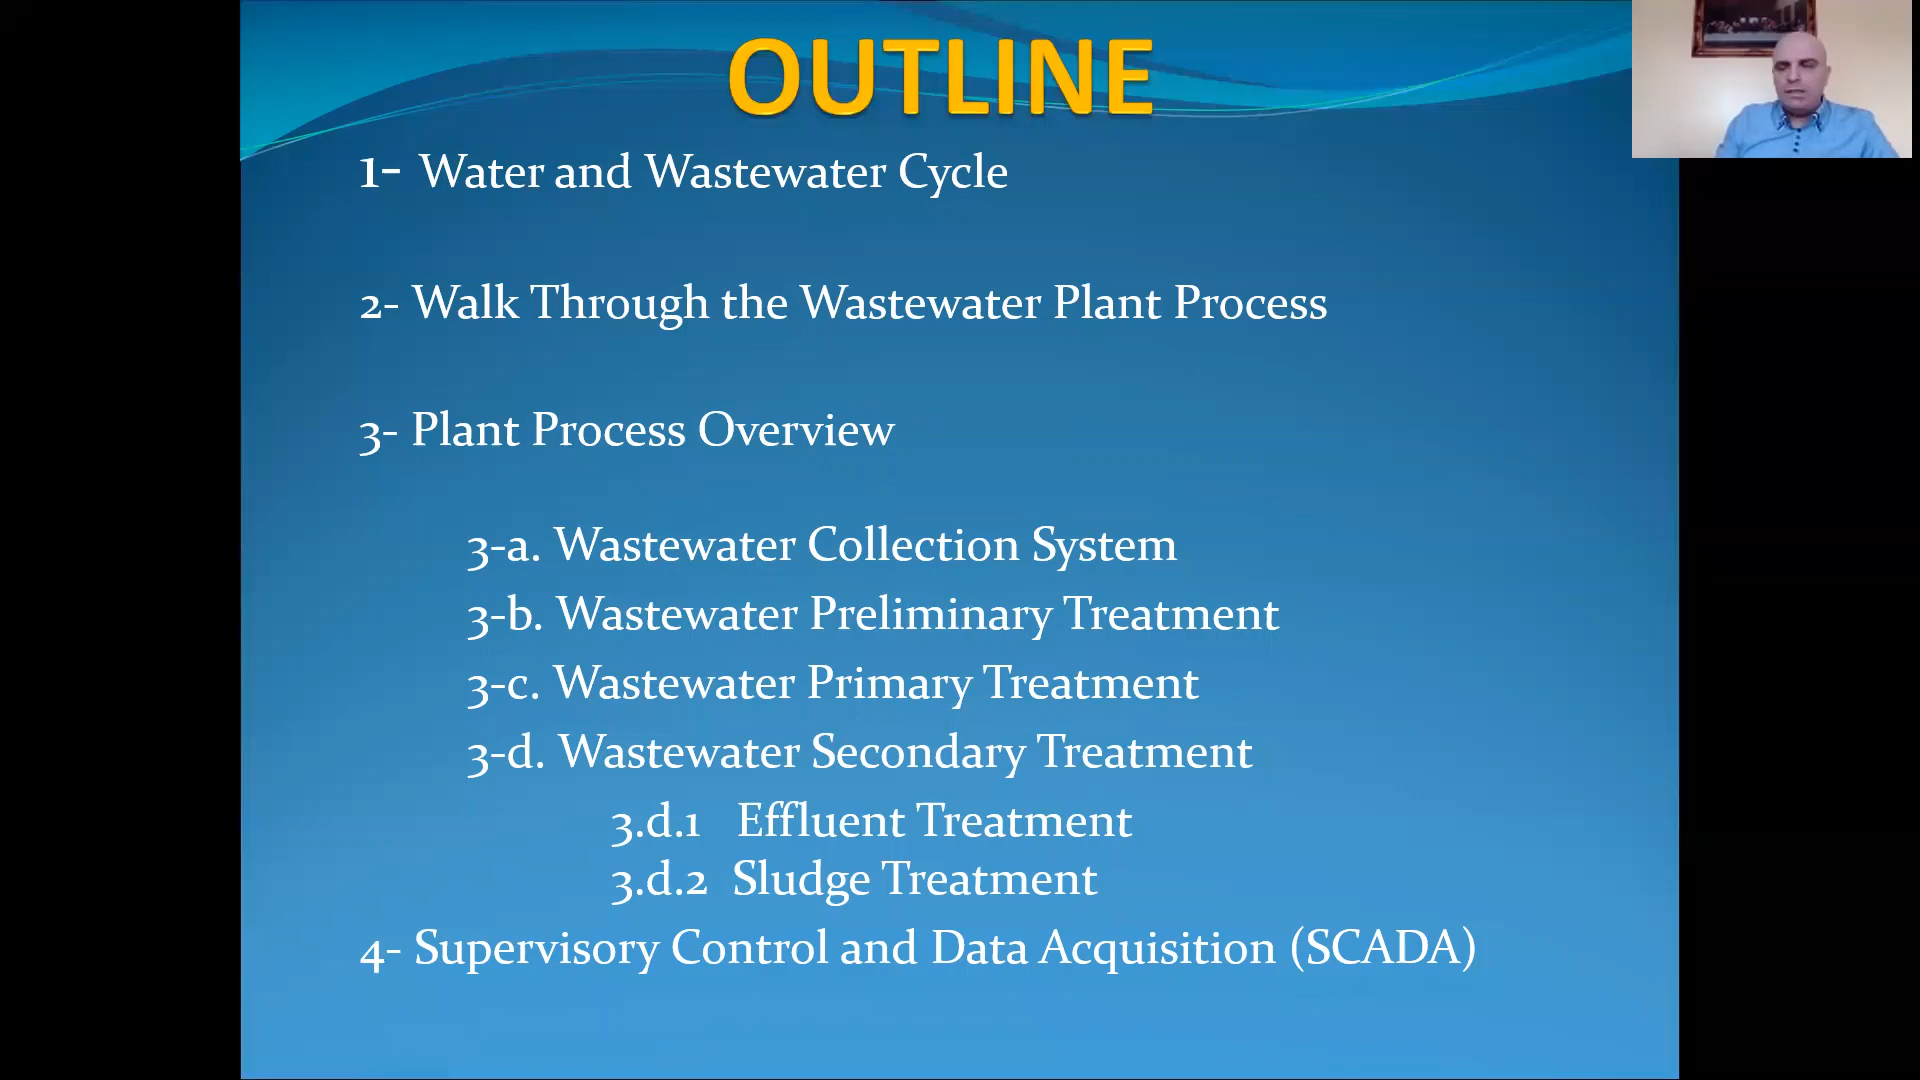 OUTLINE
1- Water and Wastewater Cycle
2- Walk Through the Wastewater Plant Process
3- Plant Process Overview
3-a. Wastewater Collection System
3-b. Wastewater Preliminary Treatment
3-c. Wastewater Primary Treatment
3-d. Wastewater Secondary Treatment
3.d.1 Effluent Treatment
3.d.2 Sludge Treatment
4- Supervisory Control and Data Acquisition (SCADA)